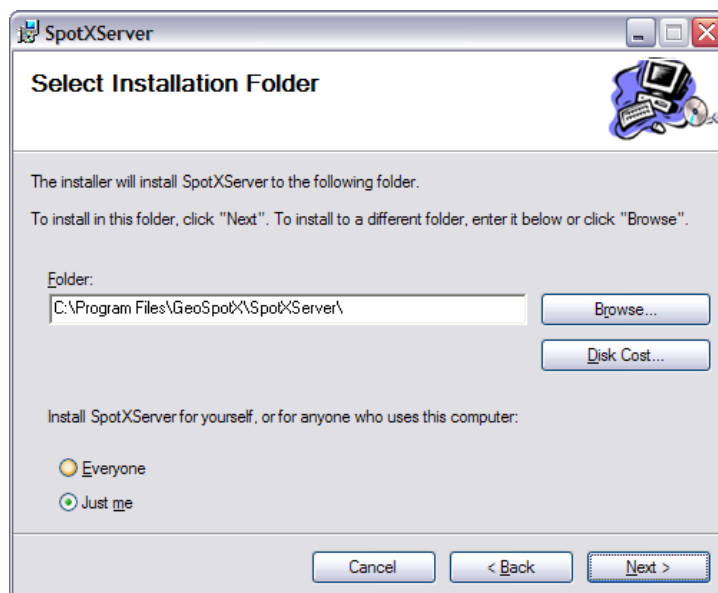 SpotXServer
Select Installation Folder
The installer will install SpotXServer to the following folder.
To install in this folder, click "Next". To install to a different folder, enter it below or click "Browse".
Folder:
C:\Program Files\GeoSpotX\SpotXServer\
Browse...
Disk Cost...
Install SpotXServer for yourself, or for anyone who uses this computer:
Everyone
Just me
Cancel < Back Next >